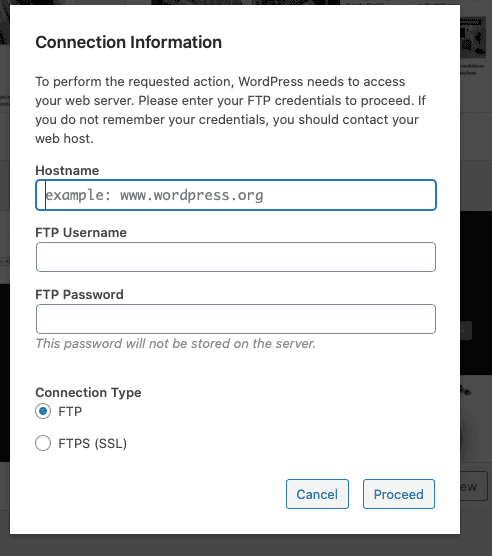 Connection Information
To perform the requested action, WordPress needs to access
your web server. Please enter your FTP credentials to proceed. If
you do not remember your credentials, you should contact your
web host.
Hostname
example: www.wordpress.org
FTP Username
FTP Password
This password will not be stored on the server.
Connection Type
FTP
FTPS (SSL)
Cancel
Proceed